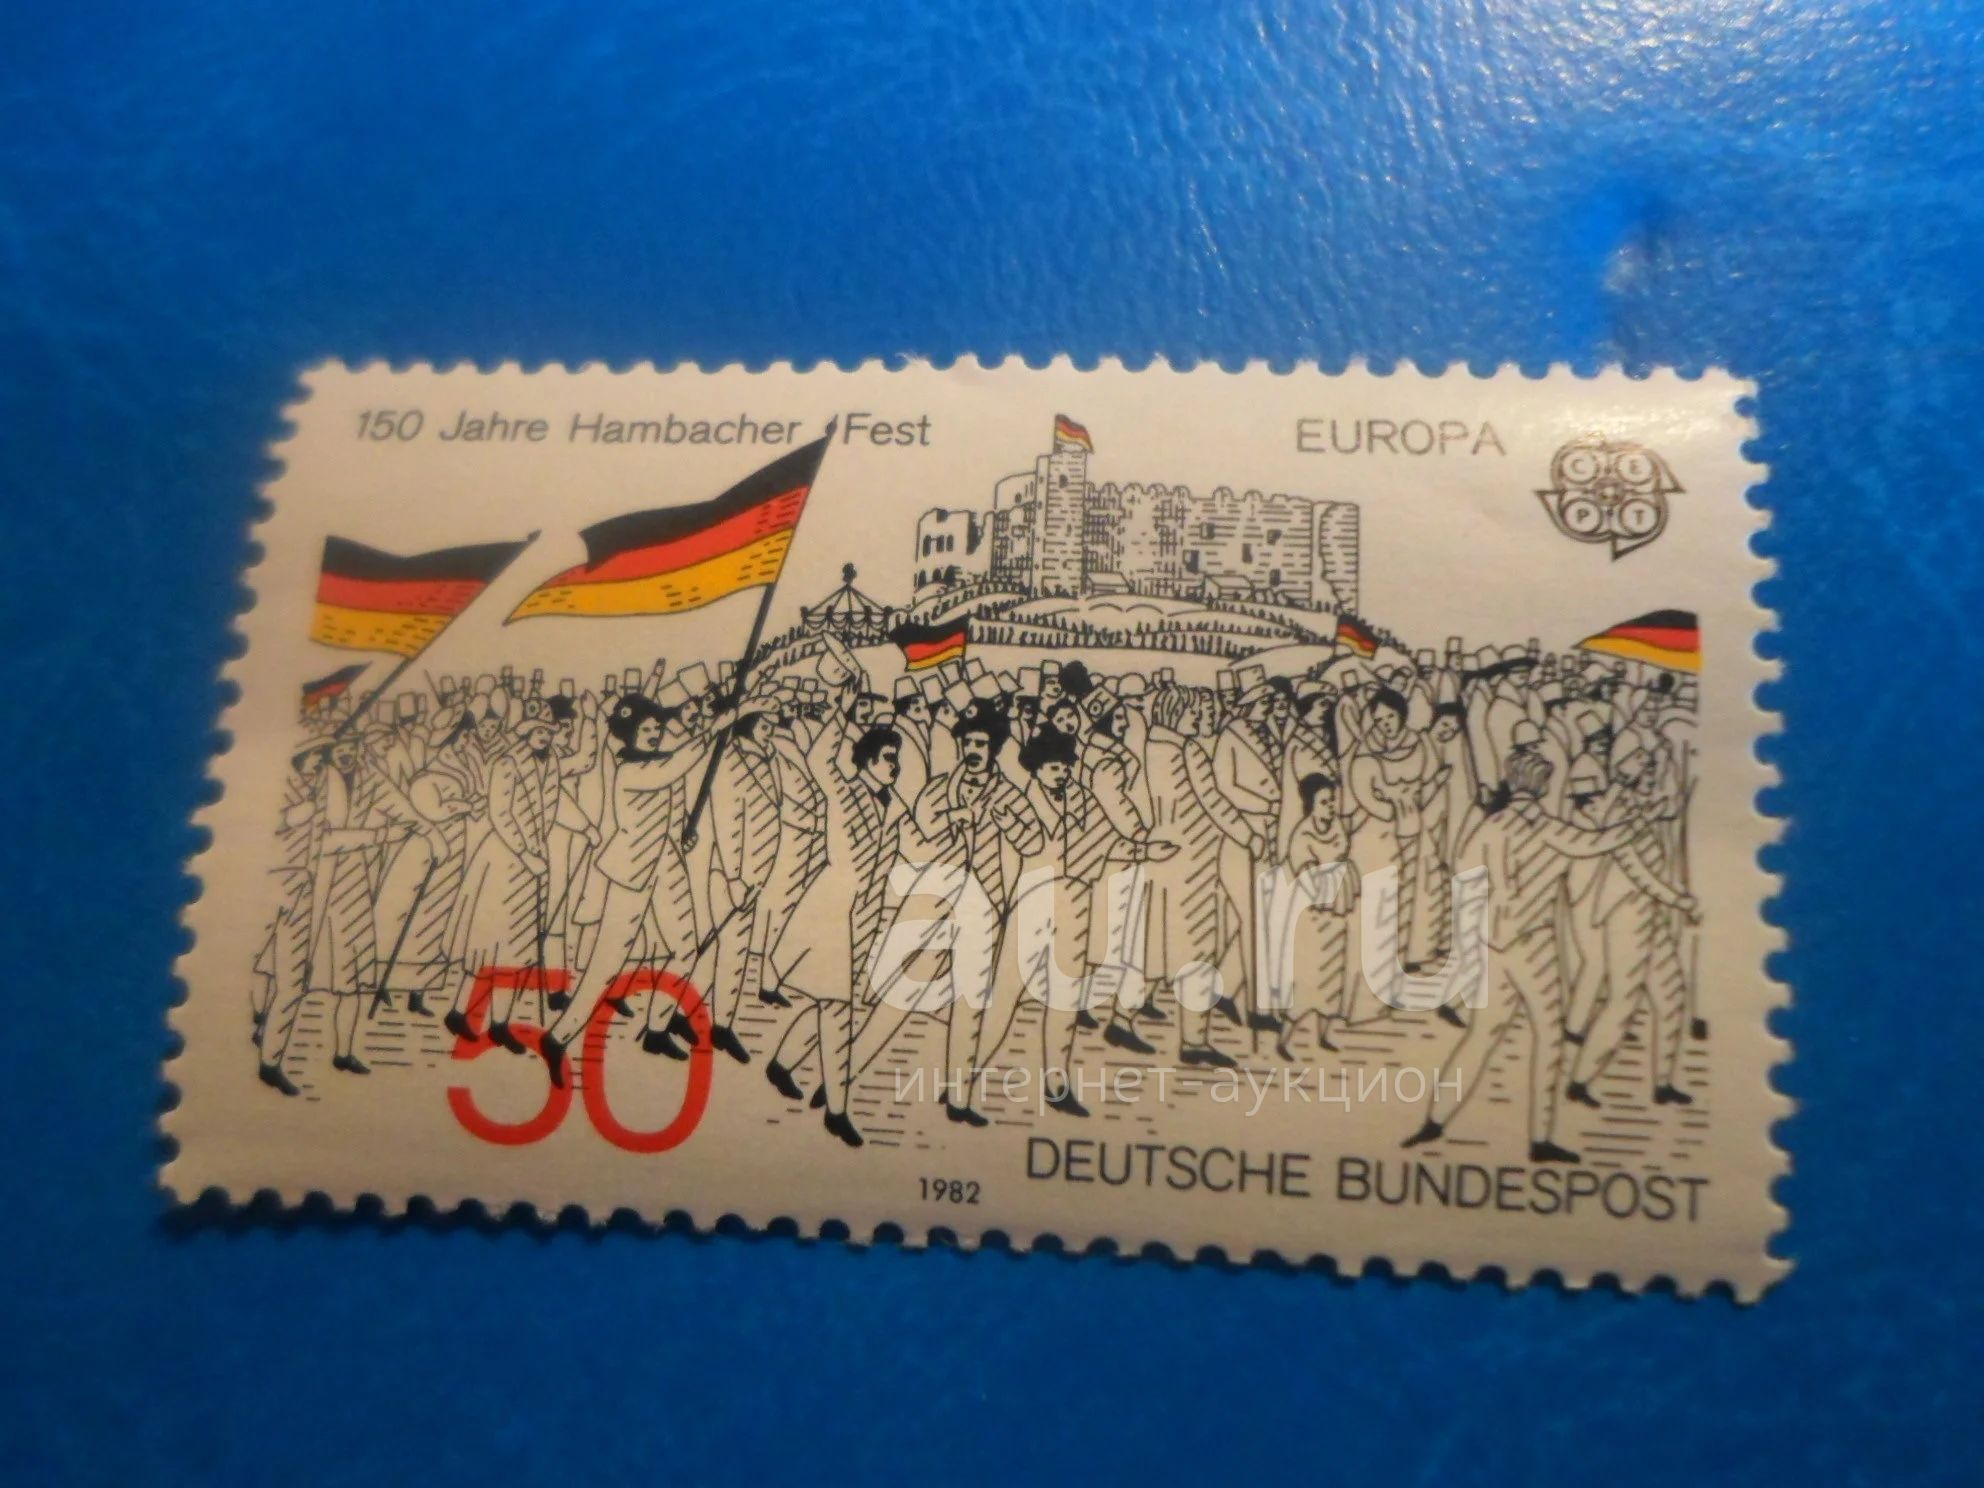 150 Jahre Hambacher Fest
EUROPA
CEPT
50
1982
DEUTSCHE BUNDESPOST
au.ru
интернет-аукцион